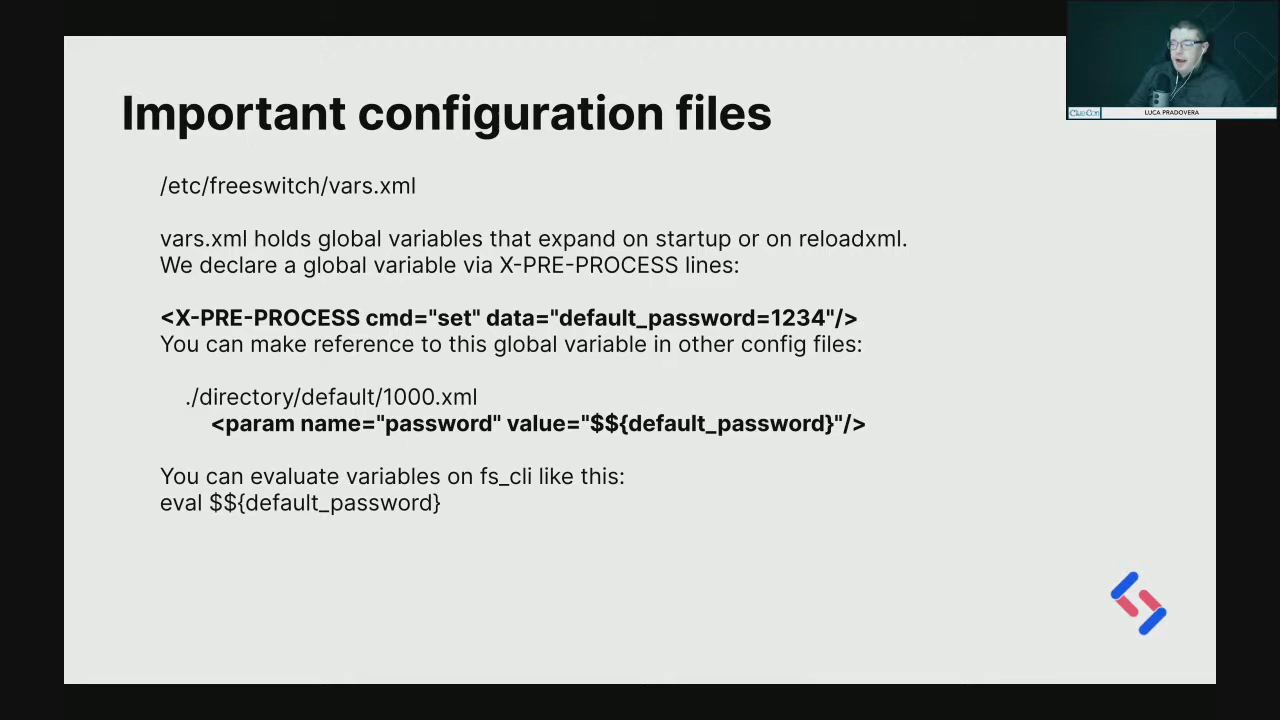 Important configuration files
/etc/freeswitch/vars.xml
vars.xml holds global variables that expand on startup or on reloadxml.
We declare a global variable via X-PRE-PROCESS lines:
<X-PRE-PROCESS cmd="set" data="default_password=1234"/>
You can make reference to this global variable in other config files:
./directory/default/1000.xml
<param name="password" value="$${default_password}"/>
You can evaluate variables on fs_cli like this:
eval $${default_password}
ClueCon
LUCA PRADOVERA